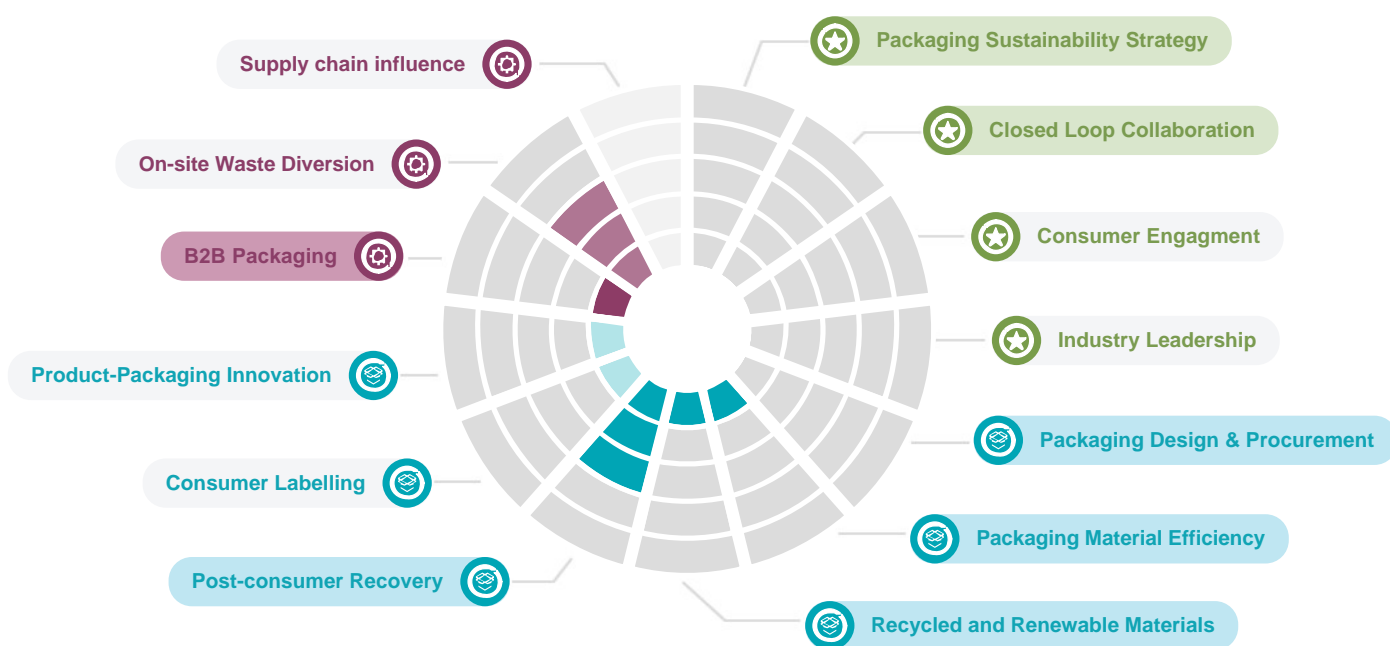 Packaging Sustainability Strategy
Supply chain influence
Closed Loop Collaboration
On-site Waste Diversion
Consumer Engagment
B2B Packaging
Industry Leadership
Product-Packaging Innovation
Packaging Design & Procurement
Consumer Labelling
Packaging Material Efficiency
Post-consumer Recovery
Recycled and Renewable Materials